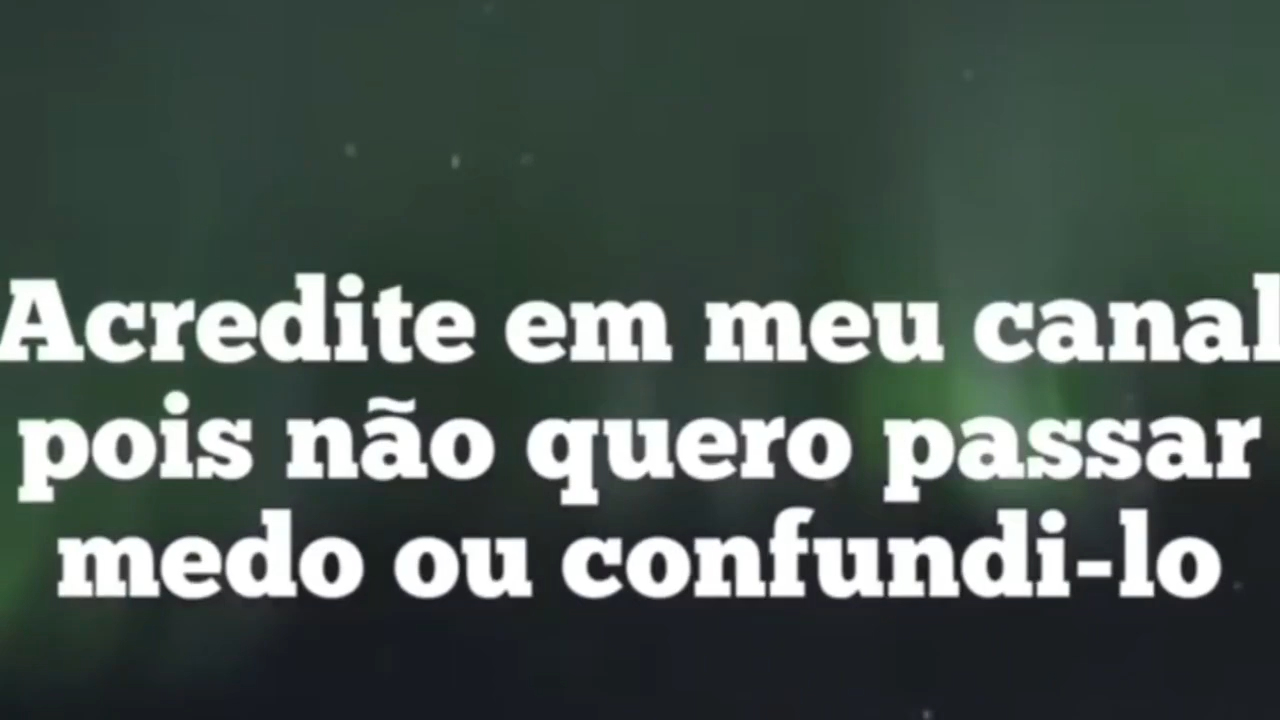 Acredite em meu canal
pois não quero passar
medo ou confundi-lo